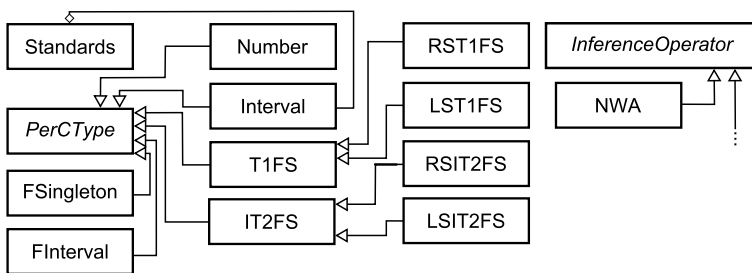 Standards
Number
RST1FS
InferenceOperator
Interval
LST1FS
NWA
PerCType
T1FS
RSIT2FS
FSingleton
IT2FS
LSIT2FS
FInterval